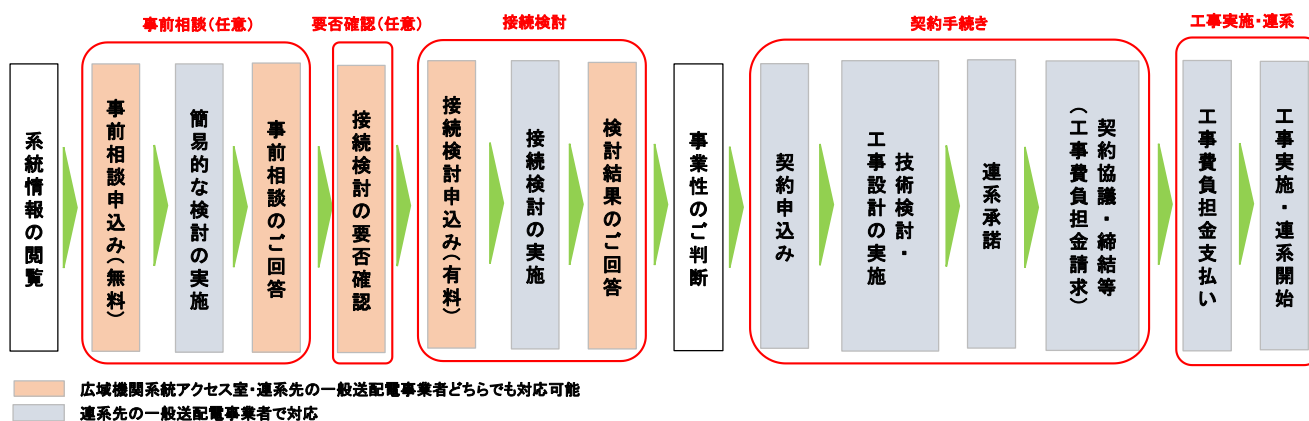 事前相談(任意)
要否確認(任意)
接続検討
契約手続き
工事実施・連系
系統情報の閲覧
事前相談申込み(無料)
簡易的な検討の実施
事前相談のご回答
接続検討の要否確認
接続検討申込み(有料)
接続検討の実施
検討結果のご回答
事業性のご判断
契約申込み
技術検討・
工事設計の実施
連系承諾
契約協議・締結等
(工事費負担金請求)
工事費負担金支払い
工事実施・連系開始
広域機関系統アクセス室・連系先の一般送配電事業者どちらでも対応可能
連系先の一般送配電事業者で対応